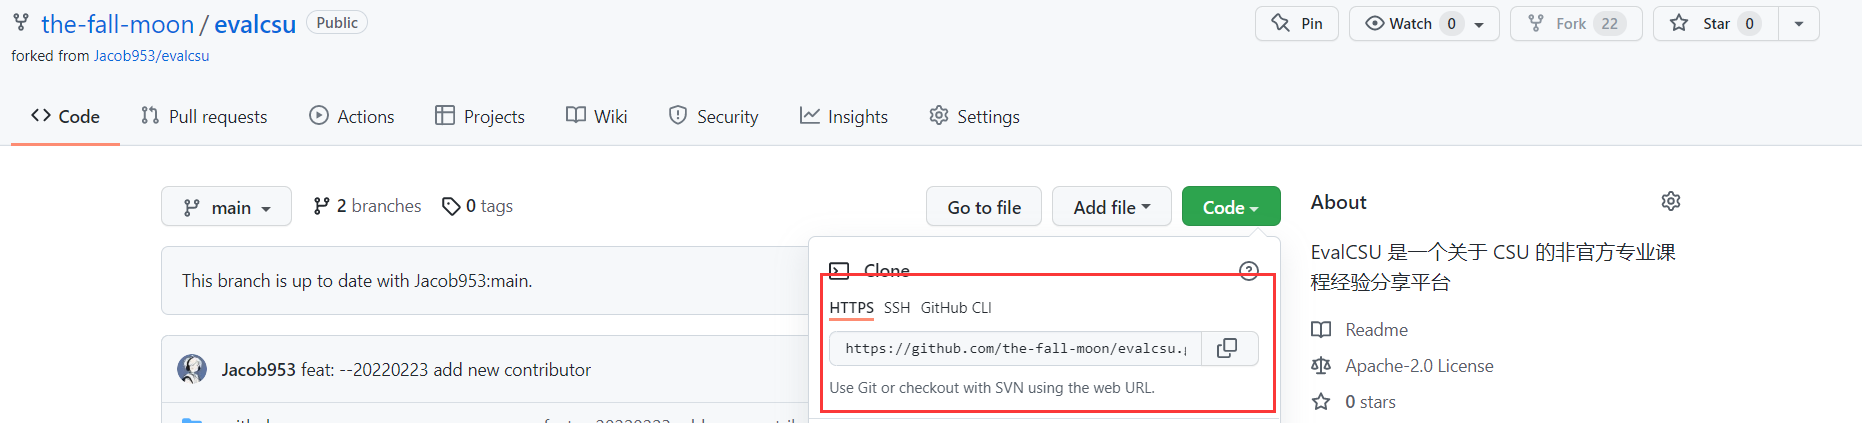 the-fall-moon / evalcsu Public
Pin
Watch 0
Fork 22
Star 0
forked from Jacob953/evalcsu
Code
Pull requests
Actions
Projects
Wiki
Security
Insights
Settings
main
2 branches
0 tags
Go to file
Add file
Code
About
EvalCSU 是一个关于 CSU 的非官方专业课
程经验分享平台
This branch is up to date with Jacob953:main.
Clone
HTTPS SSH GitHub CLI
https://github.com/the-fall-moon/evalcsu.g
Use Git or checkout with SVN using the web URL.
Readme
Apache-2.0 License
0 stars
Jacob953 feat: --20220223 add new contributor